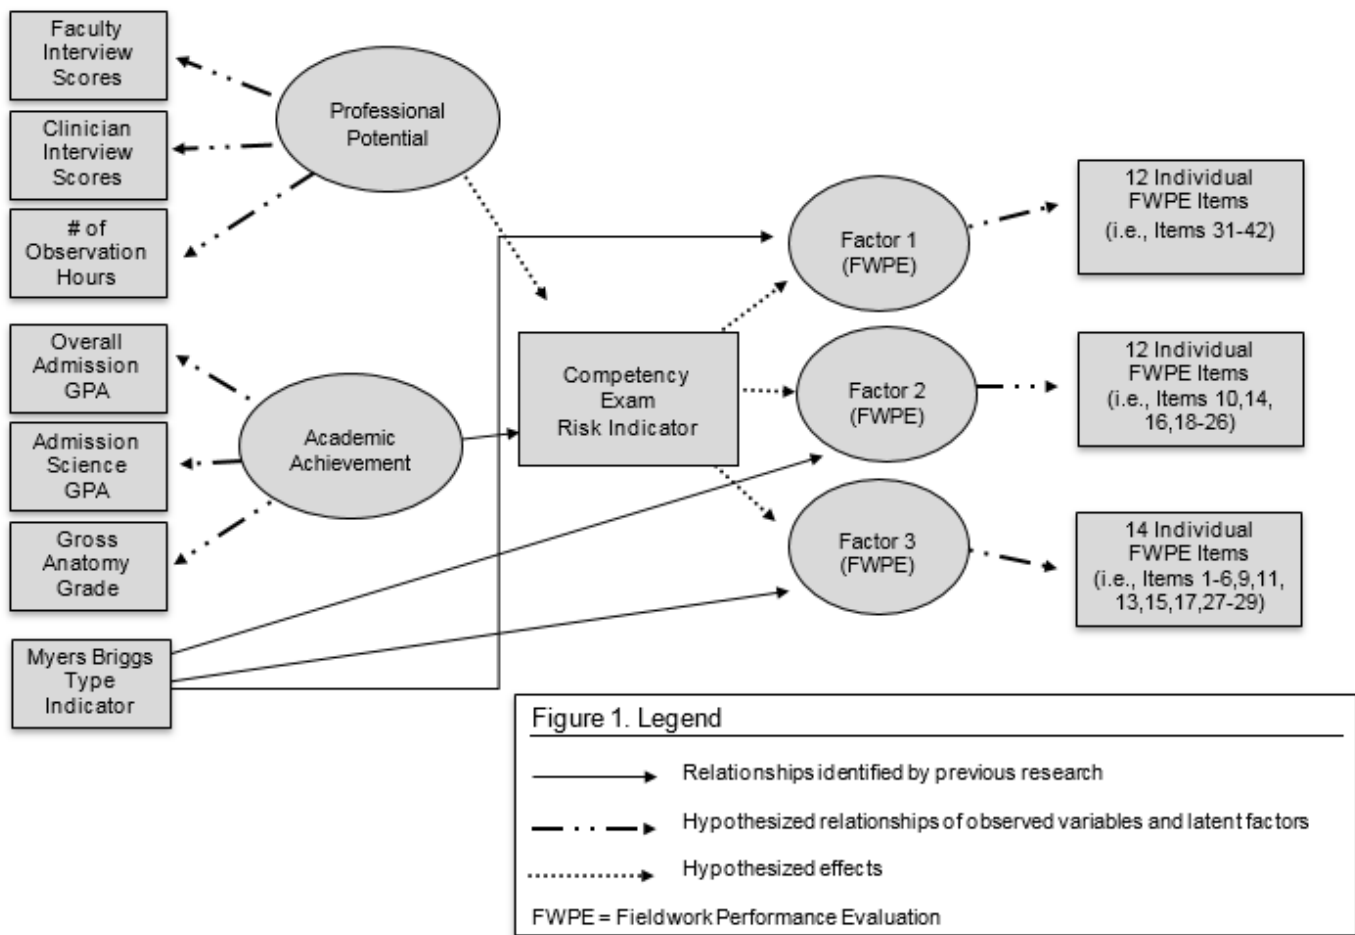 Faculty
Interview
Scores
Clinician
Interview
Scores
# of
Observation
Hours
Overall
Admission
GPA
Admission
Science
GPA
Gross
Anatomy
Grade
Myers Briggs
Type
Indicator
Professional
Potential
Academic
Achievement
Competency
Exam
Risk Indicator
Factor 1
(FWPE)
Factor 2
(FWPE)
Factor 3
(FWPE)
12 Individual
FWPE Items
(i.e., Items 31-42)
12 Individual
FWPE Items
(i.e., Items 10,14,
16,18-26)
14 Individual
FWPE Items
(i.e., Items 1-6,9,11,
13,15,17,27-29)
Figure 1. Legend
Relationships identified by previous research
Hypothesized relationships of observed variables and latent factors
Hypothesized effects
FWPE = Fieldwork Performance Evaluation